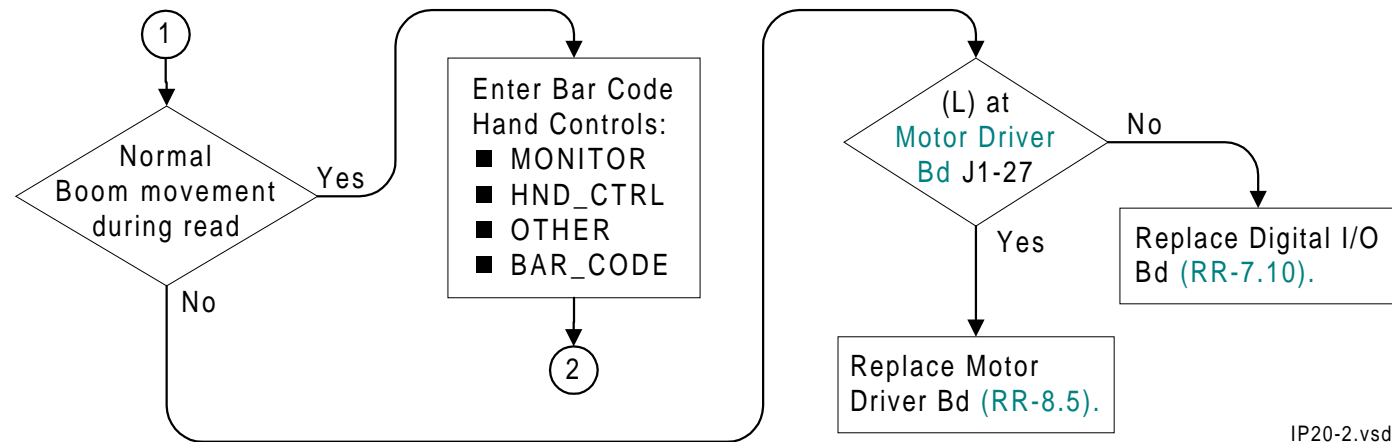 1
Normal
Boom movement
during read
Yes
No
Enter Bar Code
Hand Controls:
■ MONITOR
■ HND_CTRL
■ OTHER
■ BAR_CODE
2
(L) at
Motor Driver
Bd J1-27
No
Yes
Replace Digital I/O
Bd (RR-7.10).
Replace Motor
Driver Bd (RR-8.5).
IP20-2.vsd